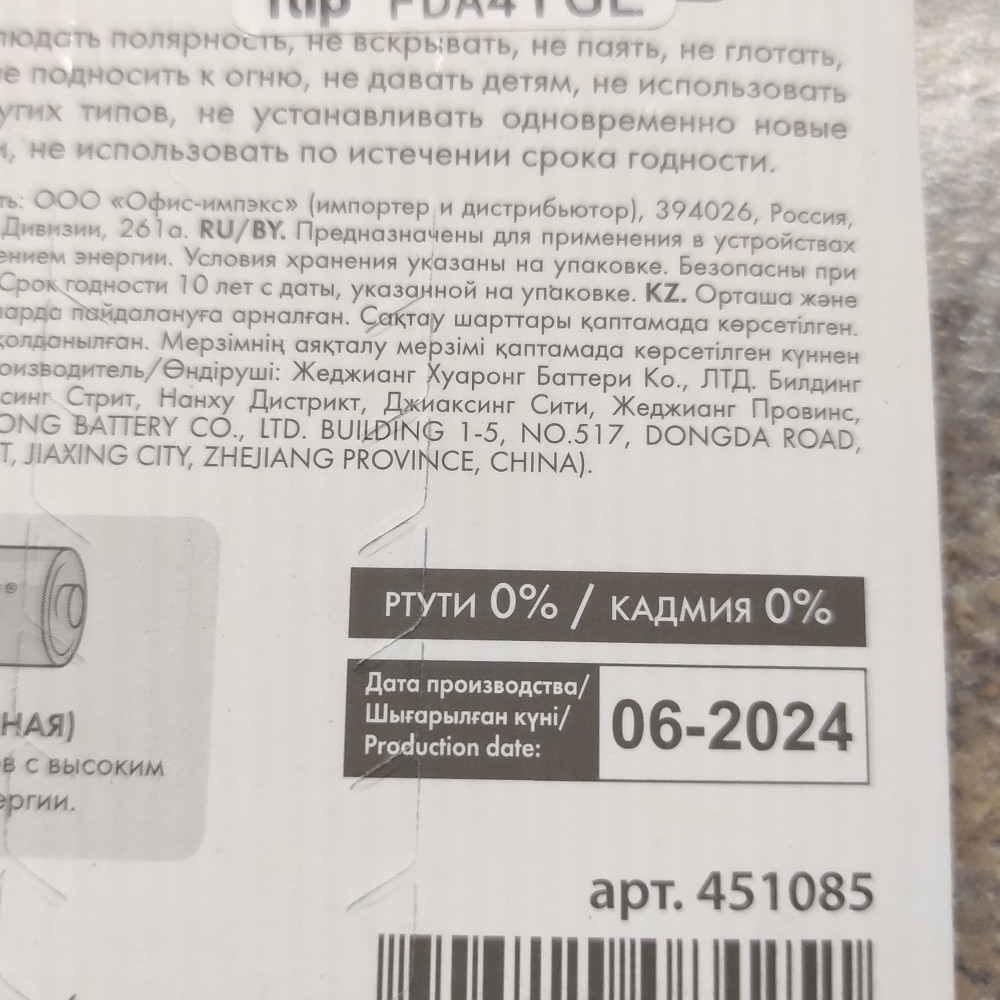 людать полярность, не вскрывать, не паять, не глотать,
не подносить к огню, не давать детям, не использовать
угих типов, не устанавливать одновременно новые
и, не использовать по истечении срока годности.
ть: ООО «Офис-импэкс» (импортер и дистрибьютор), 394026, Россия,
Дивизии, 261а. RU/BY. Предназначены для применения в устройствах
ением энергии. Условия хранения указаны на упаковке. Безопасны при
Срок годности 10 лет с даты, указанной на упаковке. KZ. Орташа және
ларда пайдалануға арналған. Сақтау шарттары қаптамада көрсетілген.
қолданылған. Мерзімнің аяқталу мерзімі қаптамада көрсетілген күннен
оизводитель/Өндіруші: Жеджианг Хуаронг Баттери Ко., ЛТД. Билдинг
синг Стрит, Нанху Дистрикт, Джиаксинг Сити, Жеджианг Провинс,
ONG BATTERY CO., LTD. BUILDING 1-5, NO.517, DONGDA ROAD,
T, JIAXING CITY, ZHEJIANG PROVINCE, CHINA).
®
РТУТИ 0% / КАДМИЯ 0%
Дата производства/
Шығарылған күні/
Production date:
06-2024
НАЯ)
в с высоким
ергии.
арт. 451085